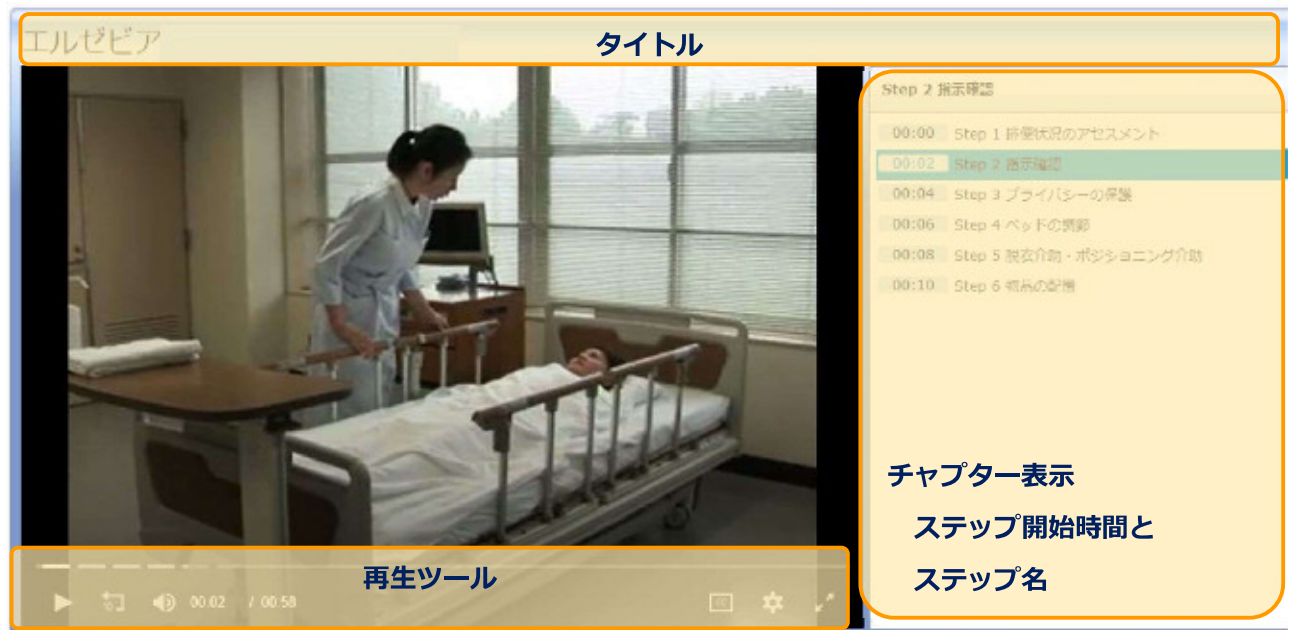 エルゼビア
タイトル
Step 2 指示確認
00:00 Step 1 排便状況のアセスメント
00:02 Step 2 指示確認
00:04 Step 3 プライバシーの保護
00:06 Step 4 ベッドの調節
00:08 Step 5 脱衣介助・ポジショニング介助
00:10 Step 6 物品の配置
チャプター表示
ステップ開始時間と
ステップ名
再生ツール
00:02 / 00:58